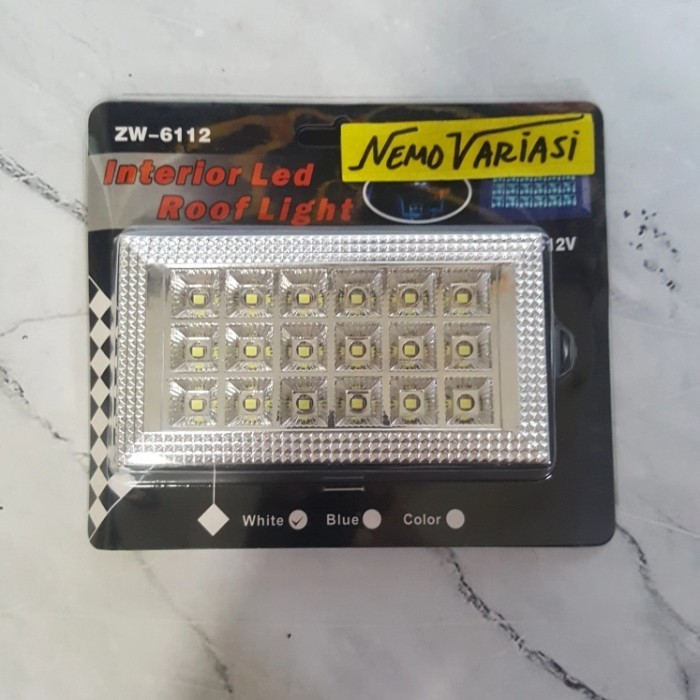 ZW-6112
NEMO VARIASI
Interior Led
Roof Light
12V
White Blue Color